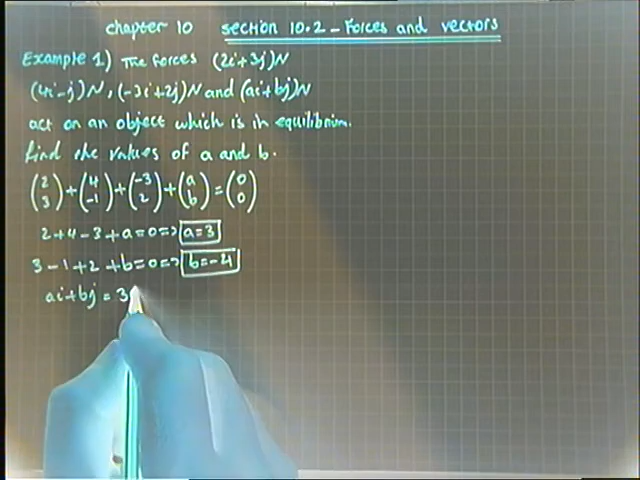 chapter 10 section 10.2 - Forces and vectors
Example 1) The forces (2i+3j)N
(4i-j)N, (-3i+2j)N and (ai+bj)N
act on an object which is in equilibrium.
find the values of a and b.
(2 3) + (4 -1) + (-3 2) + (a b) = (0 0)
2+4-3+a=0=> a=3
3-1+2+b=0=> b=-4
ai+bj = 3